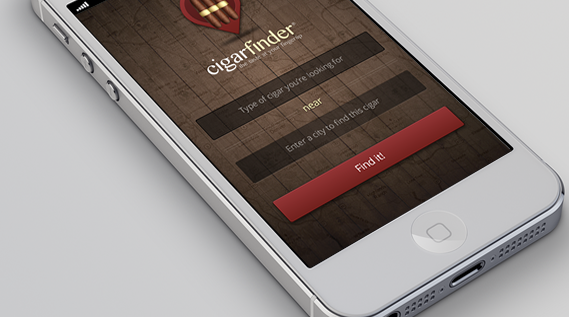 cigarfinder®
the best at your fingertip
Type of cigar you're looking for
near
Enter a city to find this cigar
Find it!